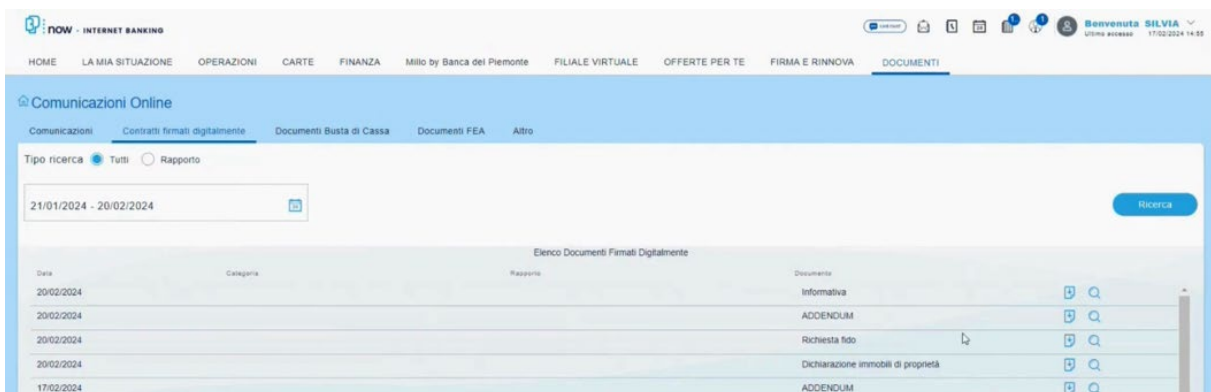 now - INTERNET BANKING
Benvenuta SILVIA
Ultimo accesso 17/02/2024 14:55
HOME LA MIA SITUAZIONE OPERAZIONI CARTE FINANZA Millo by Banca del Piemonte FILIALE VIRTUALE OFFERTE PER TE FIRMA E RINNOVA DOCUMENTI
Comunicazioni Online
Comunicazioni Contratti firmati digitalmente Documenti Busta di Cassa Documenti FEA Altro
Tipo ricerca Tutti Rapporto
21/01/2024 - 20/02/2024
Ricerca
Elenco Documenti Firmati Digitalmente
Data Categoria Rapporto Documento
20/02/2024 Informativa
20/02/2024 ADDENDUM
20/02/2024 Richiesta fido
20/02/2024 Dichiarazione immobili di proprietà
17/02/2024 ADDENDUM